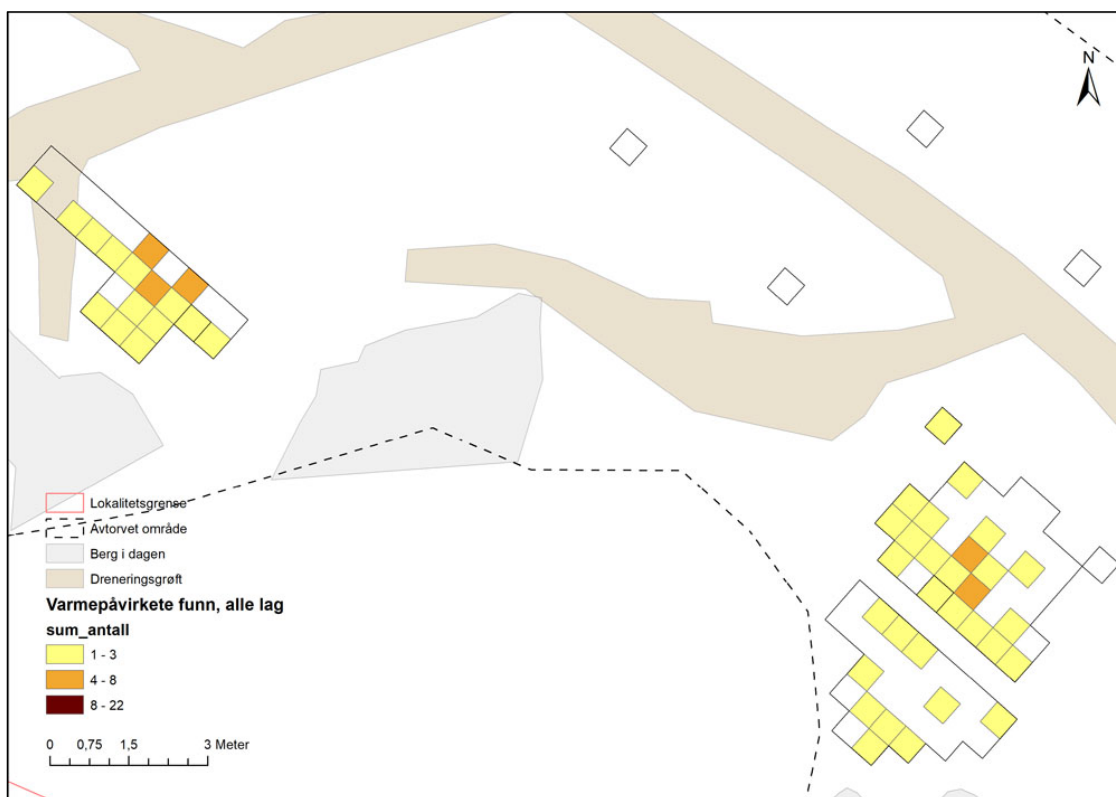 N
Lokalitetsgrense
Avtorvet område
Berg i dagen
Dreneringsgrøft
Varmepåvirkete funn, alle lag
sum_antall
1 - 3
4 - 8
8 - 22
0 0,75 1,5 3 Meter